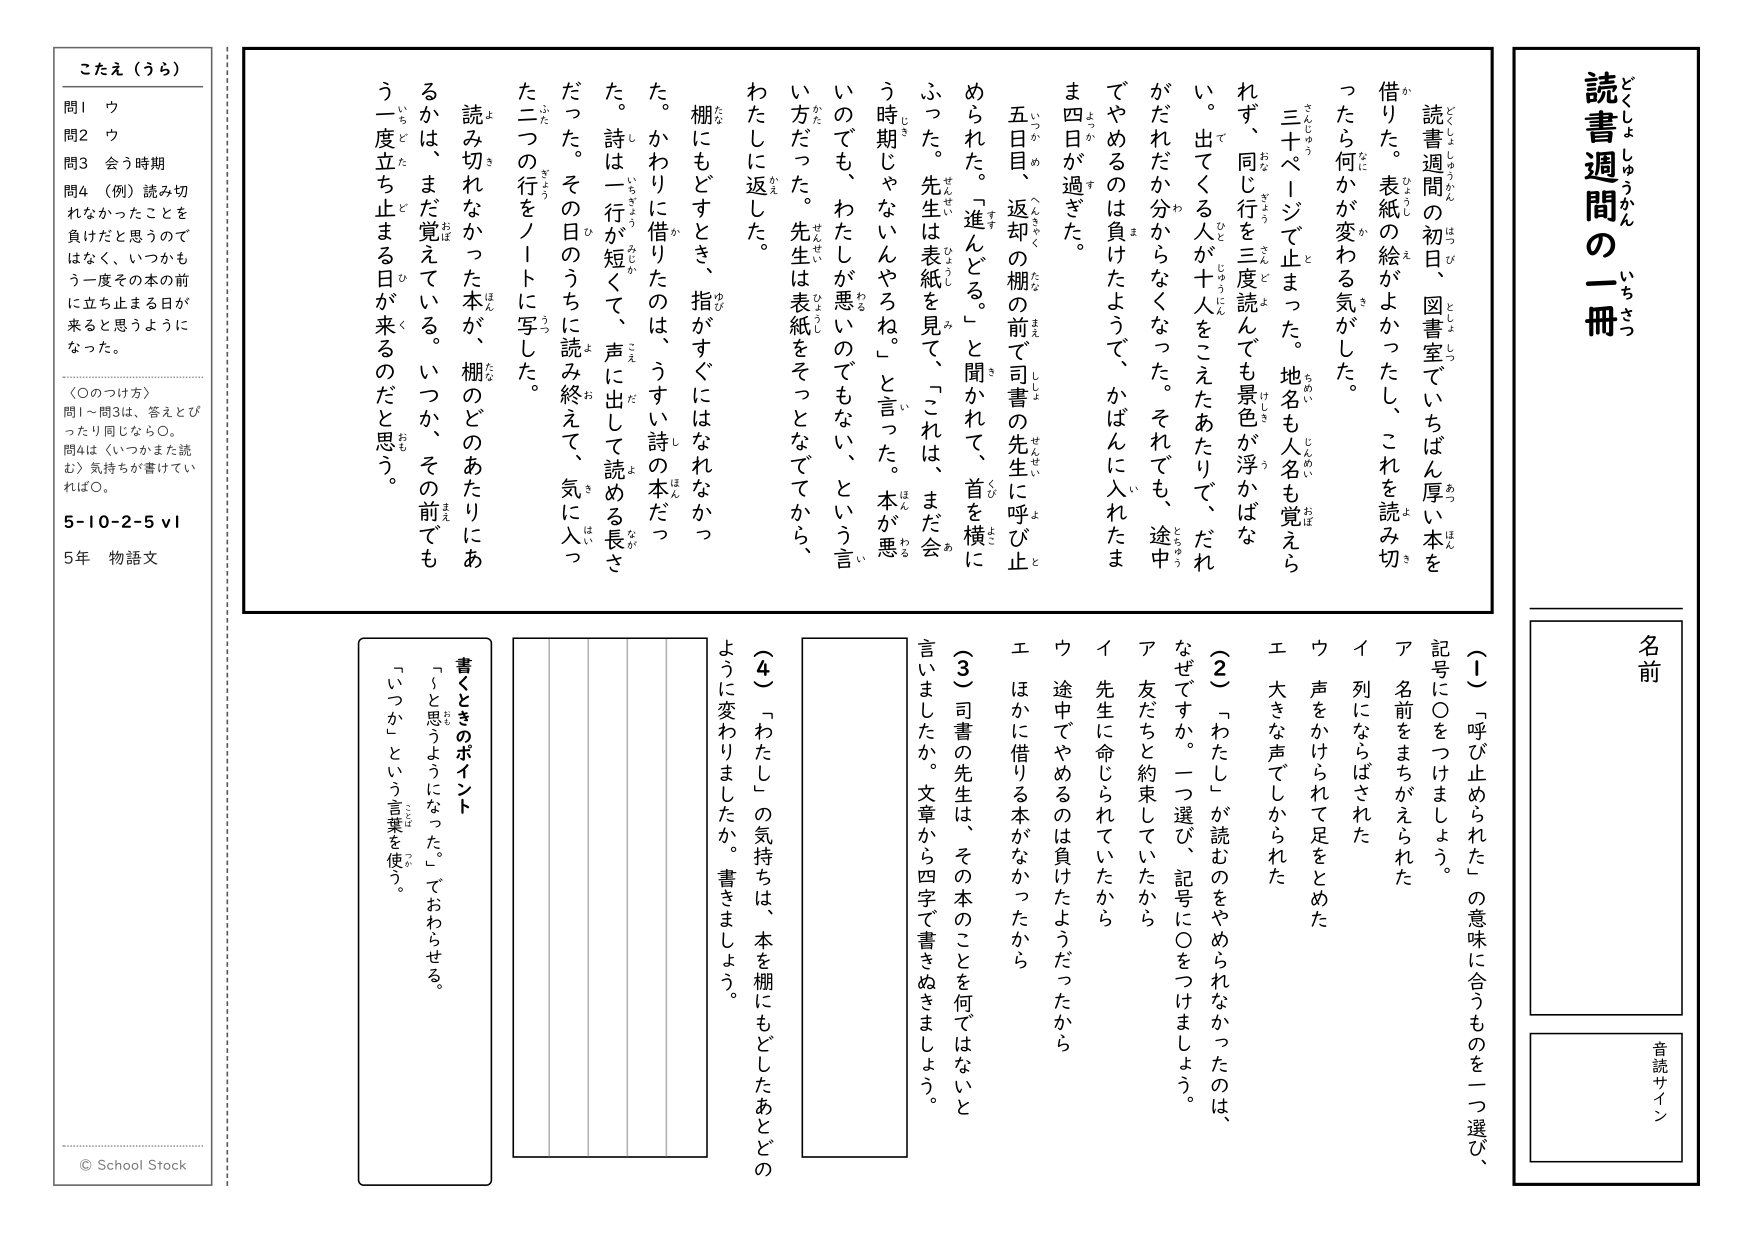 読書週間の一冊
名前
音読サイン
読書週間の初日、図書室でいちばん厚い本を
借りた。表紙の絵がよかったし、これを読み切
ったら何かが変わる気がした。
三十ページで止まった。地名も人名も覚えら
れず、同じ行を三度読んでも景色が浮かばな
い。出てくる人が十人をこえたあたりで、だれ
がだれだか分からなくなった。それでも、途中
でやめるのは負けたようで、かばんに入れたま
ま四日が過ぎた。
五日目、返却の棚の前で司書の先生に呼び止
められた。「進んどる。」と聞かれて、首を横に
ふった。先生は表紙を見て、「これは、まだ会
う時期じゃないんやろね。」と言った。本が悪
いのでも、わたしが悪いのでもない、という言
い方だった。先生は表紙をそっとなでてから、
わたしに返した。
棚にもどすとき、指がすぐにはなれなかっ
た。かわりに借りたのは、うすい詩の本だっ
た。詩は一行が短くて、声に出して読める長さ
だった。その日のうちに読み終えて、気に入っ
た二つの行をノートに写した。
読み切れなかった本が、棚のどのあたりにあ
るかは、まだ覚えている。いつか、その前でも
う一度立ち止まる日が来るのだと思う。
(1)「呼び止められた」の意味に合うものを一つ選び、
記号に〇をつけましょう。
ア 名前をまちがえられた
イ 列にならばされた
ウ 声をかけられて足をとめた
エ 大きな声でしかられた
(2)「わたし」が読むのをやめられなかったのは、
なぜですか。一つ選び、記号に〇をつけましょう。
ア 友だちと約束していたから
イ 先生に命じられていたから
ウ 途中でやめるのは負けたようだったから
エ ほかに借りる本がなかったから
(3)司書の先生は、その本のことを何ではないと
言いましたか。文章から四字で書きぬきましょう。
(4)「わたし」の気持ちは、本を棚にもどしたあとどの
ように変わりましたか。書きましょう。
書くときのポイント
「〜と思うようになった。」でおわらせる。
「いつか」という言葉を使う。
こたえ（うら）
問1 ウ
問2 ウ
問3 会う時期
問4 （例）読み切
れなかったことを
負けだと思うので
はなく、いつかも
う一度その本の前
に立ち止まる日が
来ると思うように
なった。
〈〇のつけ方〉
問1〜問3は、答えとぴ
ったり同じなら〇。
問4は〈いつかまた読
む〉気持ちが書けてい
れば〇。
5-10-2-5 v1
5年 物語文
© School Stock